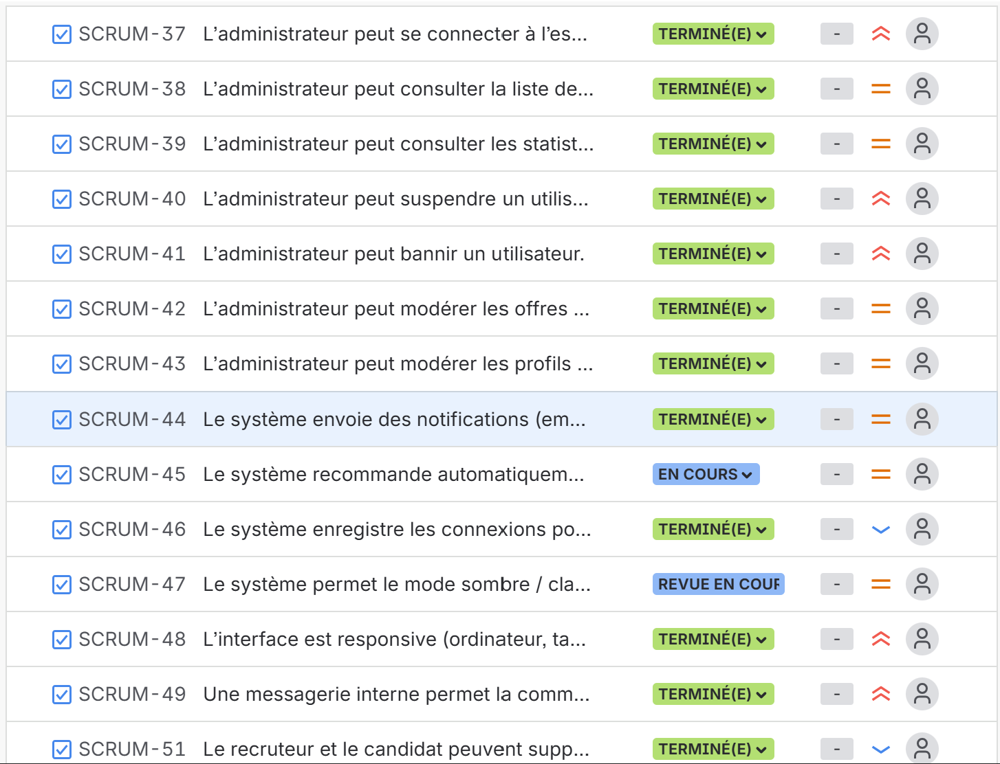 SCRUM-37 L’administrateur peut se connecter à l’es... TERMINÉ(E) -
SCRUM-38 L’administrateur peut consulter la liste de... TERMINÉ(E) -
SCRUM-39 L’administrateur peut consulter les statist... TERMINÉ(E) -
SCRUM-40 L’administrateur peut suspendre un utilis... TERMINÉ(E) -
SCRUM-41 L’administrateur peut bannir un utilisateur. TERMINÉ(E) -
SCRUM-42 L’administrateur peut modérer les offres ... TERMINÉ(E) -
SCRUM-43 L’administrateur peut modérer les profils ... TERMINÉ(E) -
SCRUM-44 Le système envoie des notifications (em... TERMINÉ(E) -
SCRUM-45 Le système recommande automatiquem... EN COURS -
SCRUM-46 Le système enregistre les connexions po... TERMINÉ(E) -
SCRUM-47 Le système permet le mode sombre / cla... REVUE EN COUR -
SCRUM-48 L’interface est responsive (ordinateur, ta... TERMINÉ(E) -
SCRUM-49 Une messagerie interne permet la comm... TERMINÉ(E) -
SCRUM-51 Le recruteur et le candidat peuvent supp... TERMINÉ(E) -